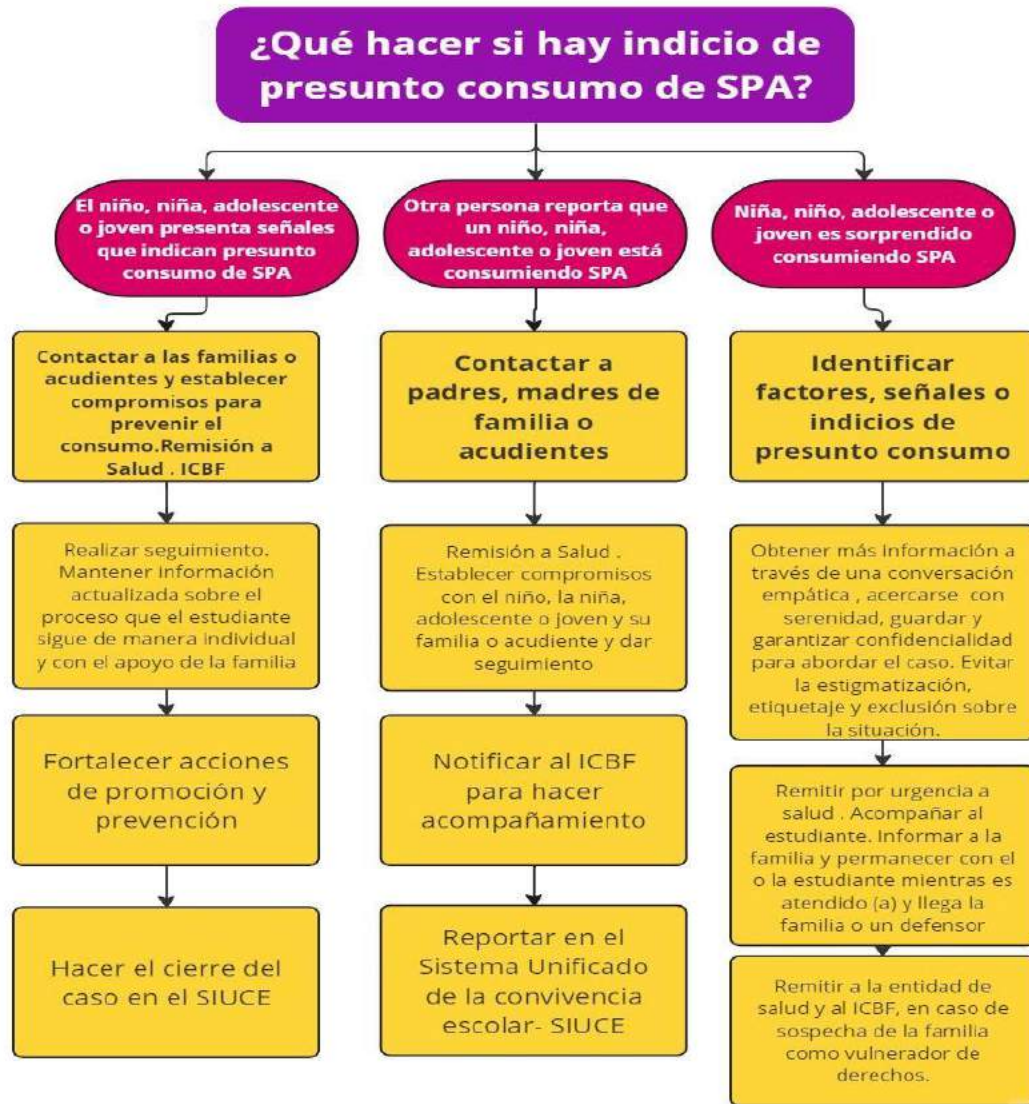 ¿Qué hacer si hay indicio de
presunto consumo de SPA?
El niño, niña, adolescente
o joven presenta señales
que indican presunto
consumo de SPA
Contactar a las familias o
acudientes y establecer
compromisos para
prevenir el
consumo.Remisión a
Salud . ICBF
Realizar seguimiento.
Mantener información
actualizada sobre el
proceso que el estudiante
sigue de manera individual
y con el apoyo de la familia
Fortalecer acciones
de promoción y
prevención
Hacer el cierre del
caso en el SIUCE
Otra persona reporta que
un niño, niña,
adolescente o joven está
consumiendo SPA
Contactar a
padres, madres de
familia o
acudientes
Remisión a Salud .
Establecer compromisos
con el niño, la niña,
adolescente o joven y su
familia o acudiente y dar
seguimiento
Notificar al ICBF
para hacer
acompañamiento
Reportar en el
Sistema Unificado
de la convivencia
escolar- SIUCE
Niña, niño, adolescente o
joven es sorprendido
consumiendo SPA
Identificar
factores, señales o
indicios de
presunto consumo
Obtener más información a
través de una conversación
empática , acercarse con
serenidad, guardar y
garantizar confidencialidad
para abordar el caso. Evitar
la estigmatización,
etiquetaje y exclusión sobre
la situación.
Remitir por urgencia a
salud . Acompañar al
estudiante. Informar a la
familia y permanecer con el
o la estudiante mientras es
atendido (a) y llega la
familia o un defensor
Remitir a la entidad de
salud y al ICBF, en caso de
sospecha de la familia
como vulnerador de
derechos.